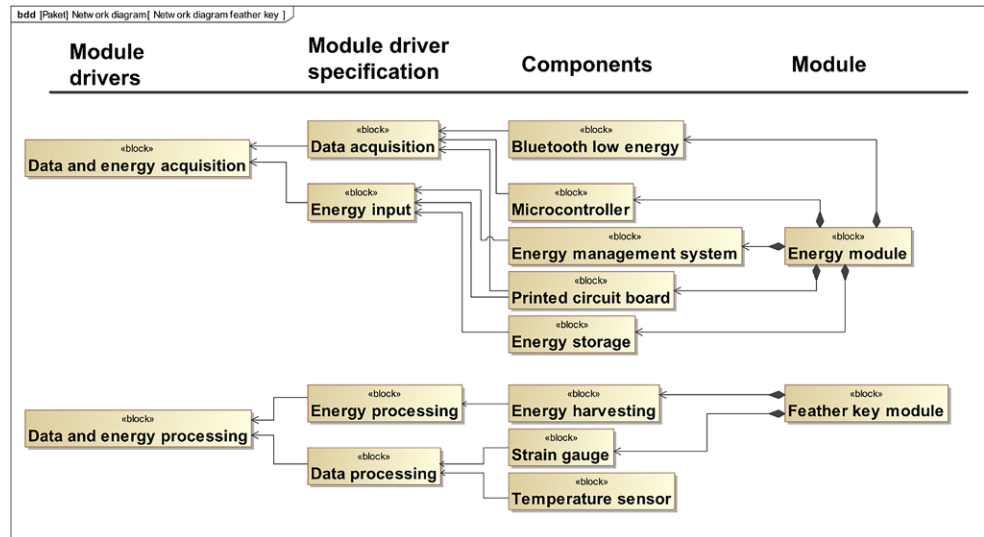 bdd [Paket] Network diagram[ Network diagram feather key ]
Module drivers
Module driver specification
Components
Module
«block»
Data and energy acquisition
«block»
Data acquisition
«block»
Energy input
«block»
Bluetooth low energy
«block»
Microcontroller
«block»
Energy management system
«block»
Printed circuit board
«block»
Energy storage
«block»
Energy module
«block»
Data and energy processing
«block»
Energy processing
«block»
Data processing
«block»
Energy harvesting
«block»
Strain gauge
«block»
Temperature sensor
«block»
Feather key module